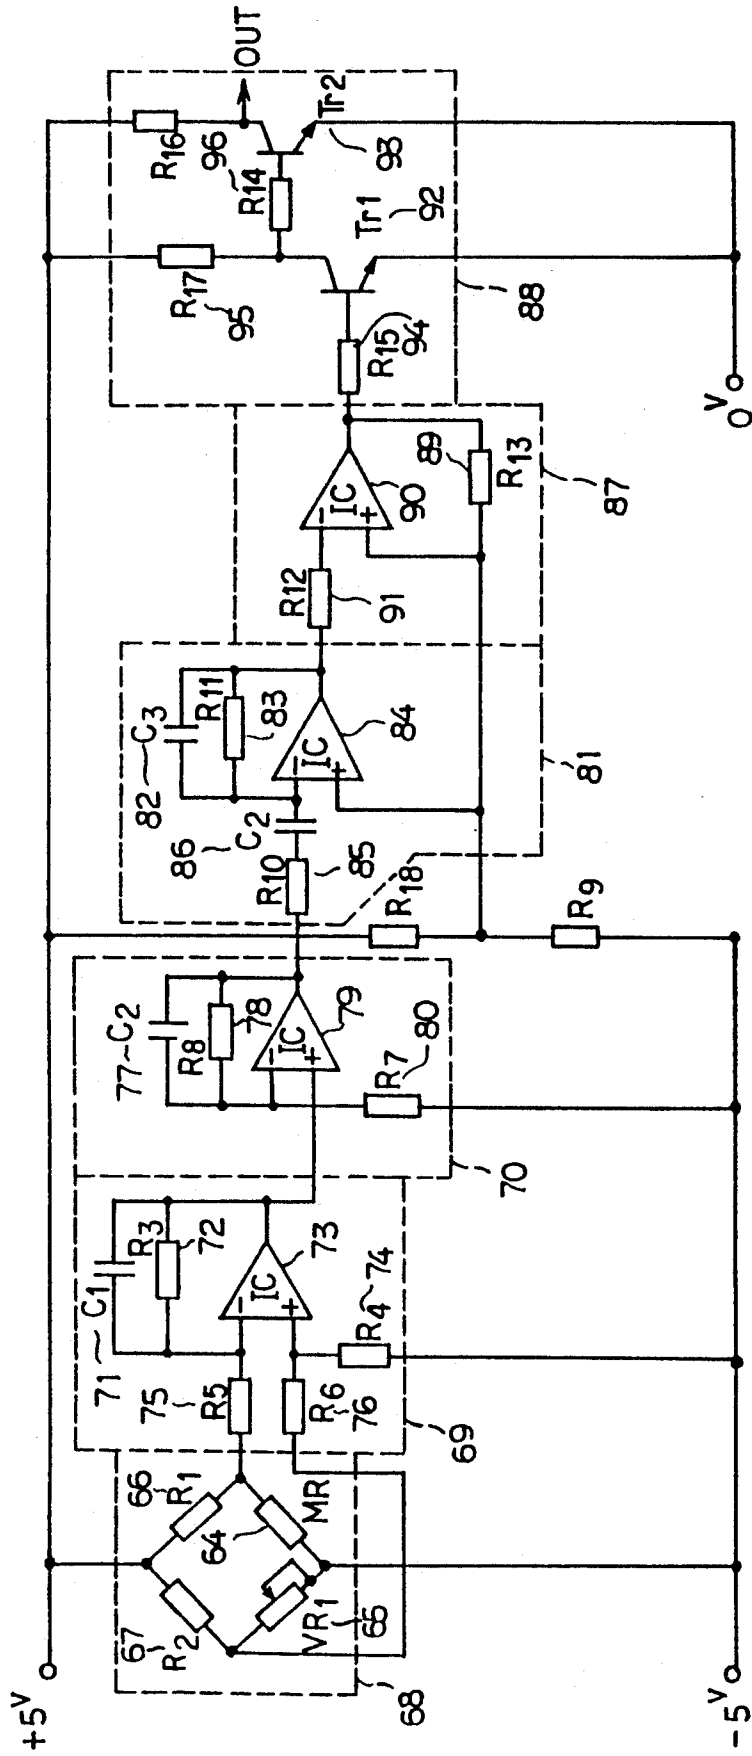 +5V
-5V
0V
OUT
67
R2
66
R1
64
MR
VR1
65
68
71
C1
R3
72
75
R5
IC
-
+
73
R6
76
R4
74
69
77
C2
R8
78
IC
-
+
79
R7
80
70
R18
R9
82
C3
R11
83
86
C2
R10
85
IC
-
+
84
81
R12
91
IC
-
+
90
89
R13
87
R15
94
R17
95
Tr1
92
R14
96
R16
Tr2
93
88